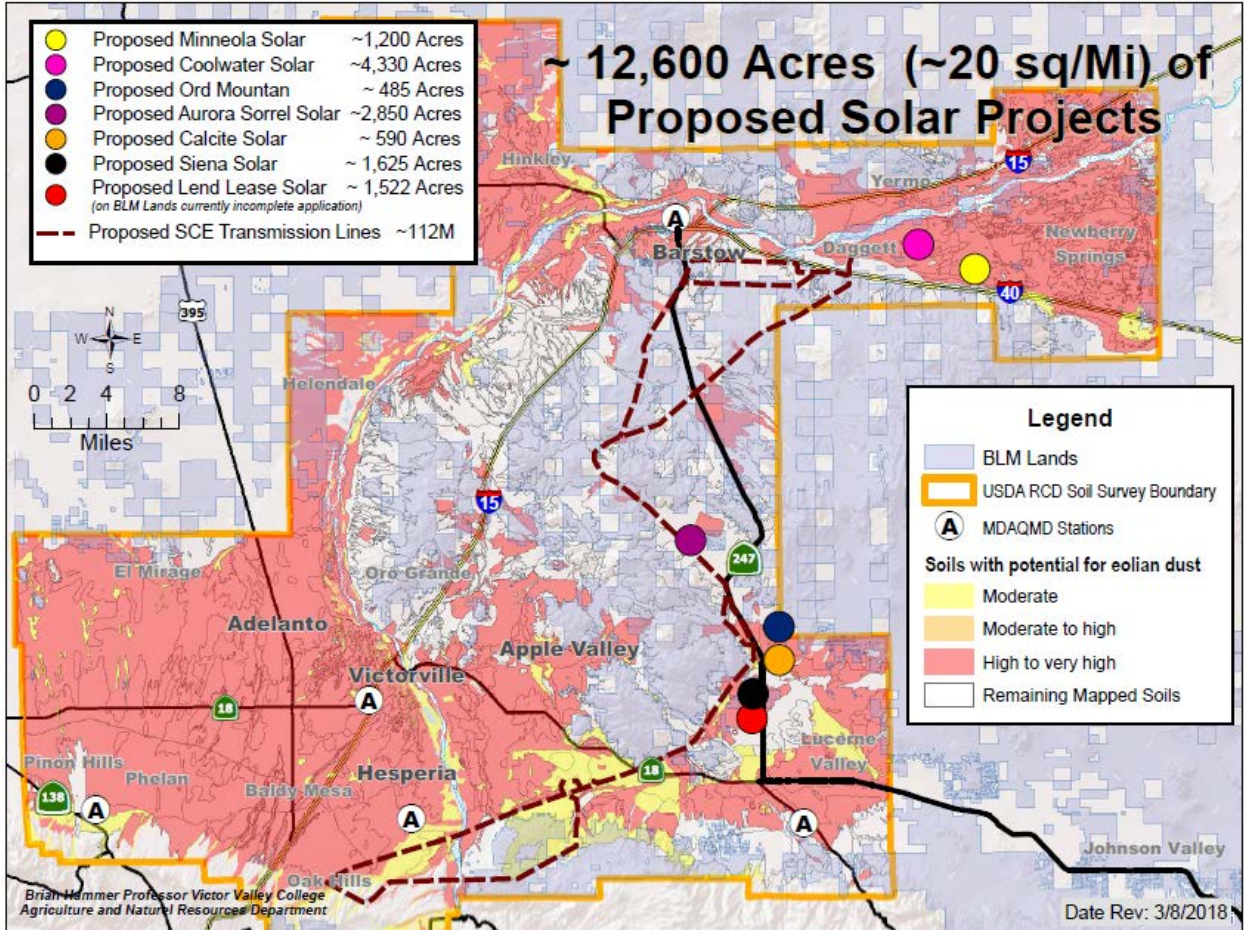 Proposed Minneola Solar ~1,200 Acres
Proposed Coolwater Solar ~4,330 Acres
Proposed Ord Mountan ~ 485 Acres
Proposed Aurora Sorrel Solar ~2,850 Acres
Proposed Calcite Solar ~ 590 Acres
Proposed Siena Solar ~ 1,625 Acres
Proposed Lend Lease Solar ~ 1,522 Acres
(on BLM Lands currently incomplete application)
Proposed SCE Transmission Lines ~112M
~ 12,600 Acres (~20 sq/Mi) of
Proposed Solar Projects
Hinkley
15
Yermo
A
Barstow
Daggett
Newberry
Springs
40
395
N
W E
S
0 4 8
Miles
Helendale
15
El Mirage
Oro Grande
247
Adelanto
Apple Valley
Victorville
A
18
Pinon Hills
Phelan
Baldy Mesa
Hesperia
18
Lucerne
Valley
138
A
A
A
Oak Hills
Johnson Valley
Legend
BLM Lands
USDA RCD Soil Survey Boundary
A MDAQMD Stations
Soils with potential for eolian dust
Moderate
Moderate to high
High to very high
Remaining Mapped Soils
Brian Hammer Professor Victor Valley College
Agriculture and Naturel Resources Department
Date Rev: 3/8/2018